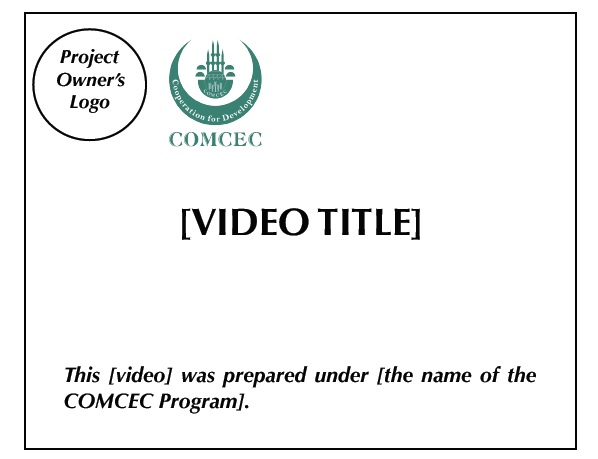 Project
Owner's
Logo
COMCEC
Cooperation for Development
COMCEC
[VIDEO TITLE]
This [video] was prepared under [the name of the
COMCEC Program].